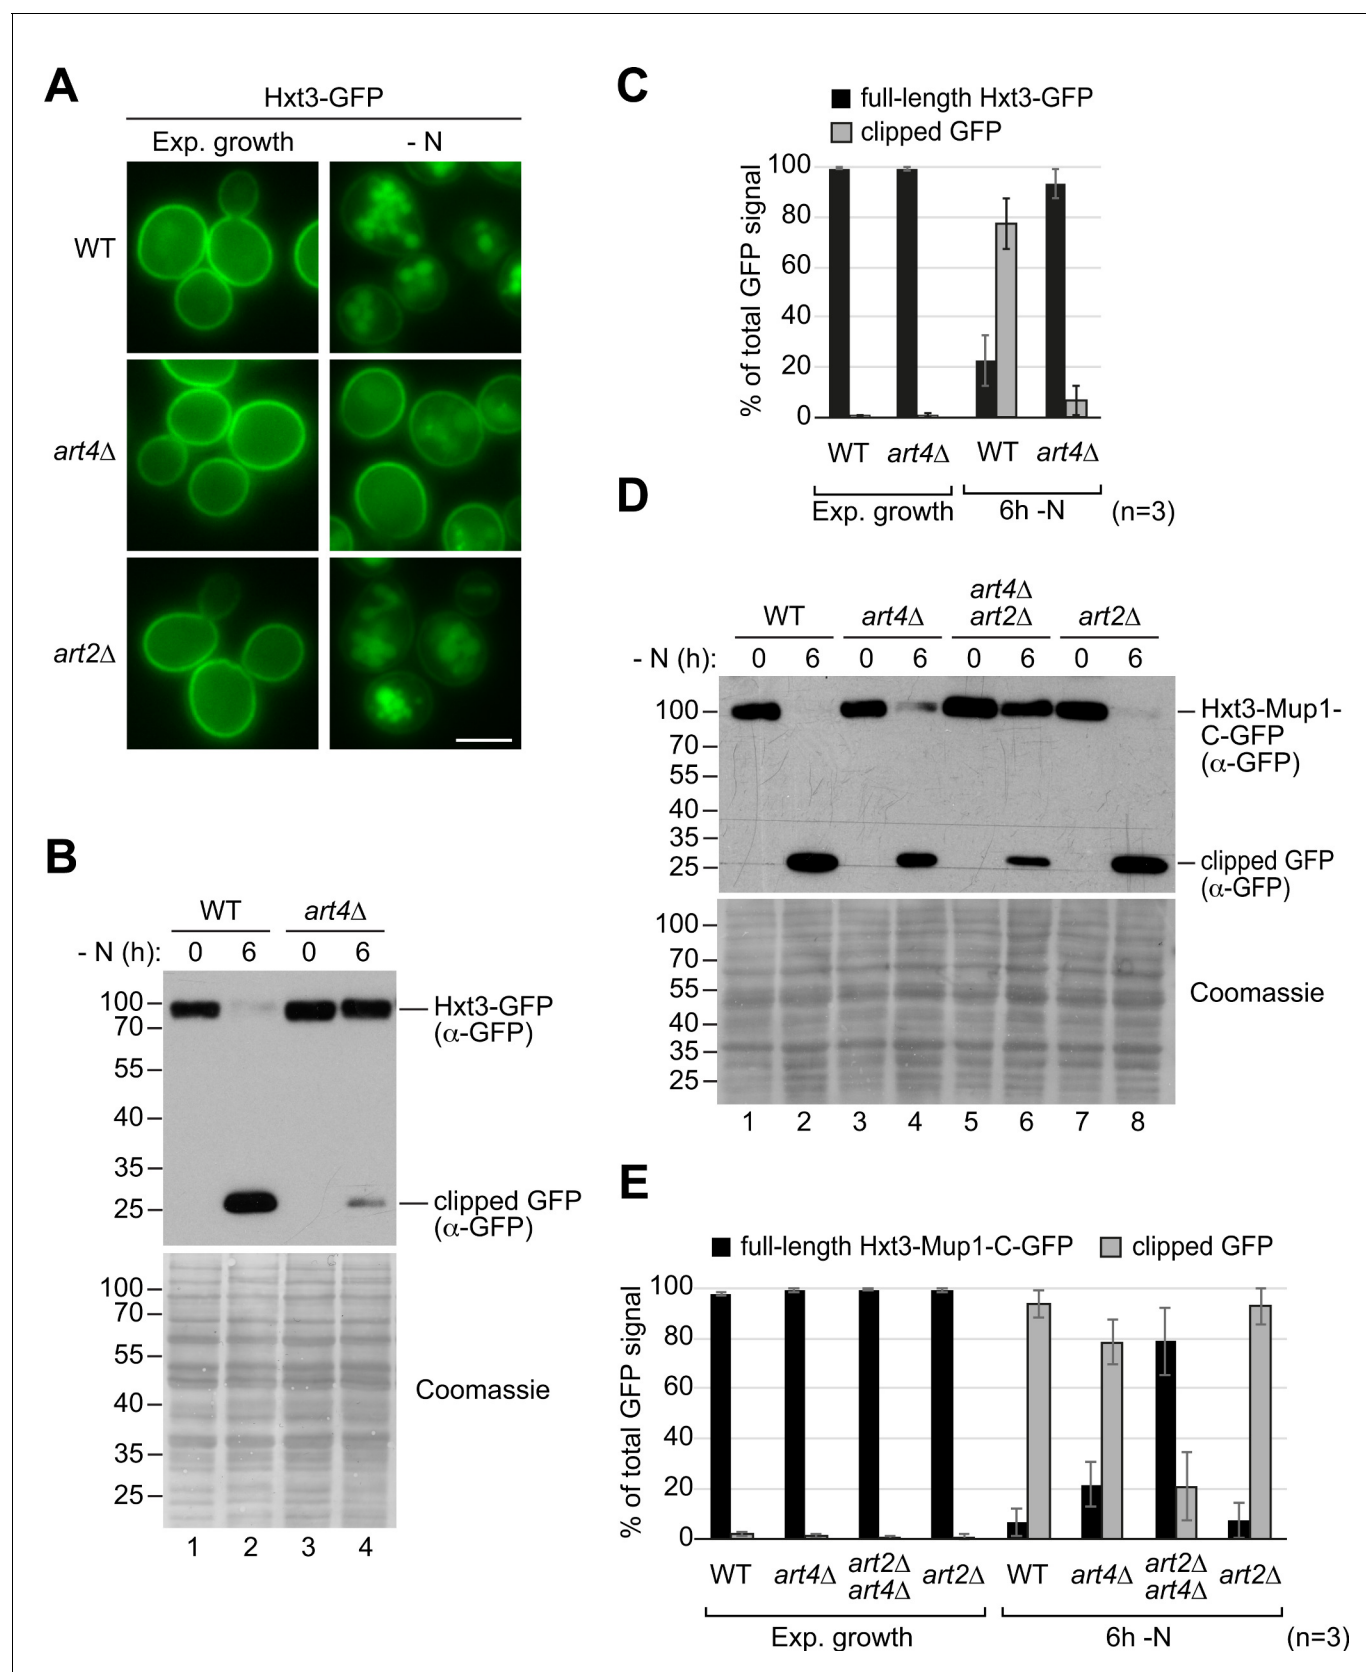 A
Hxt3-GFP
Exp. growth
- N
WT
art4Δ
art2Δ
B
WT
art4Δ
- N (h):
0
6
0
6
100
70
55
40
35
25
Hxt3-GFP
(α-GFP)
clipped GFP
(α-GFP)
100
70
55
40
35
25
Coomassie
1
2
3
4
C
full-length Hxt3-GFP
clipped GFP
% of total GFP signal
100
80
60
40
20
0
WT
art4Δ
WT
art4Δ
Exp. growth
6h -N
(n=3)
D
WT
art4Δ
art4Δ
art2Δ
art2Δ
- N (h):
0
6
0
6
0
6
0
6
100
70
55
40
35
25
Hxt3-Mup1-
C-GFP
(α-GFP)
clipped GFP
(α-GFP)
100
70
55
40
35
25
Coomassie
1
2
3
4
5
6
7
8
E
full-length Hxt3-Mup1-C-GFP
clipped GFP
% of total GFP signal
100
80
60
40
20
0
WT
art4Δ
art2Δ
art4Δ
art2Δ
WT
art4Δ
art2Δ
art4Δ
art2Δ
Exp. growth
6h -N
(n=3)